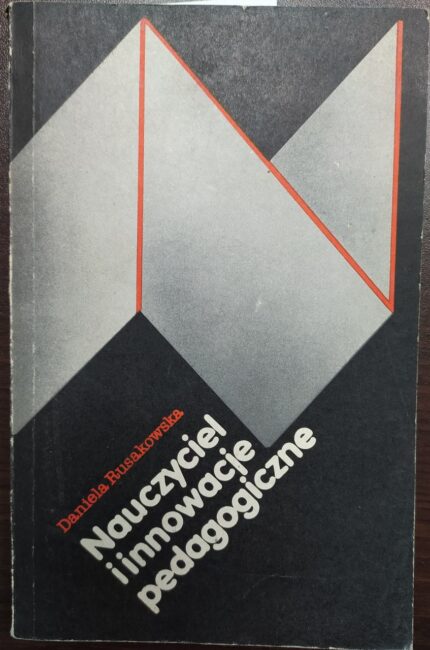 Daniela Rusakowska
Nauczyciel
i innowacje
pedagogiczne